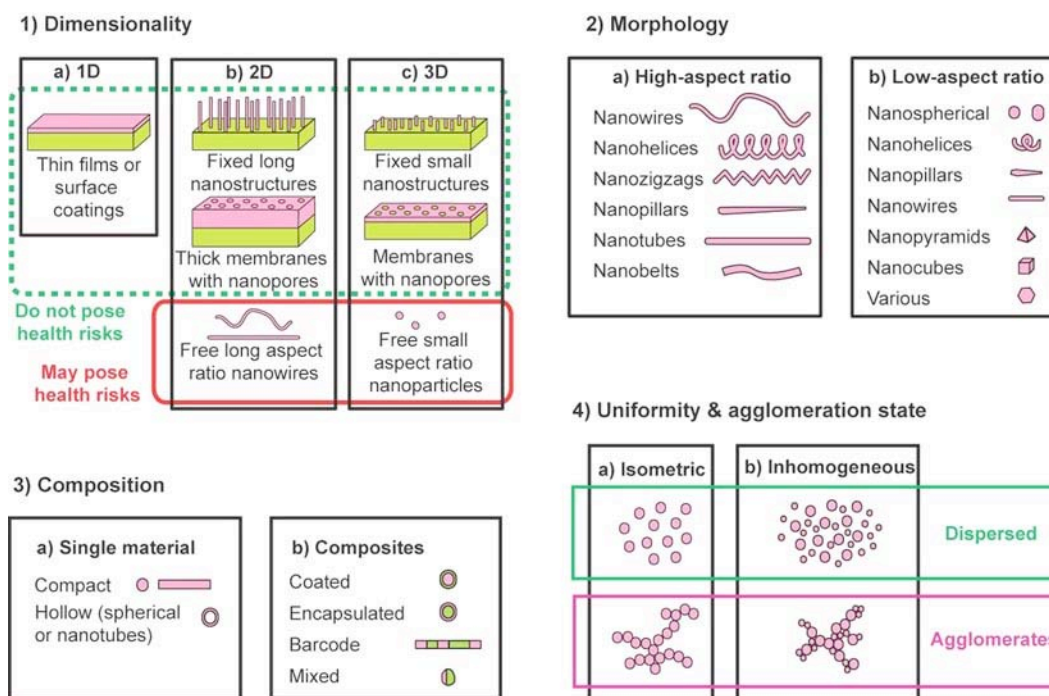 1) Dimensionality
a) 1D
Thin films or
surface
coatings
b) 2D
Fixed long
nanostructures
Thick membranes
with nanopores
Free long aspect
ratio nanowires
c) 3D
Fixed small
nanostructures
Membranes
with nanopores
Free small
aspect ratio
nanoparticles
Do not pose
health risks
May pose
health risks
2) Morphology
a) High-aspect ratio
Nanowires
Nanohelices
Nanozigzags
Nanopillars
Nanotubes
Nanobelts
b) Low-aspect ratio
Nanospherical
Nanohelices
Nanopillars
Nanowires
Nanopyramids
Nanocubes
Various
3) Composition
a) Single material
Compact
Hollow (spherical
or nanotubes)
b) Composites
Coated
Encapsulated
Barcode
Mixed
4) Uniformity & agglomeration state
a) Isometric
b) Inhomogeneous
Dispersed
Agglomerates